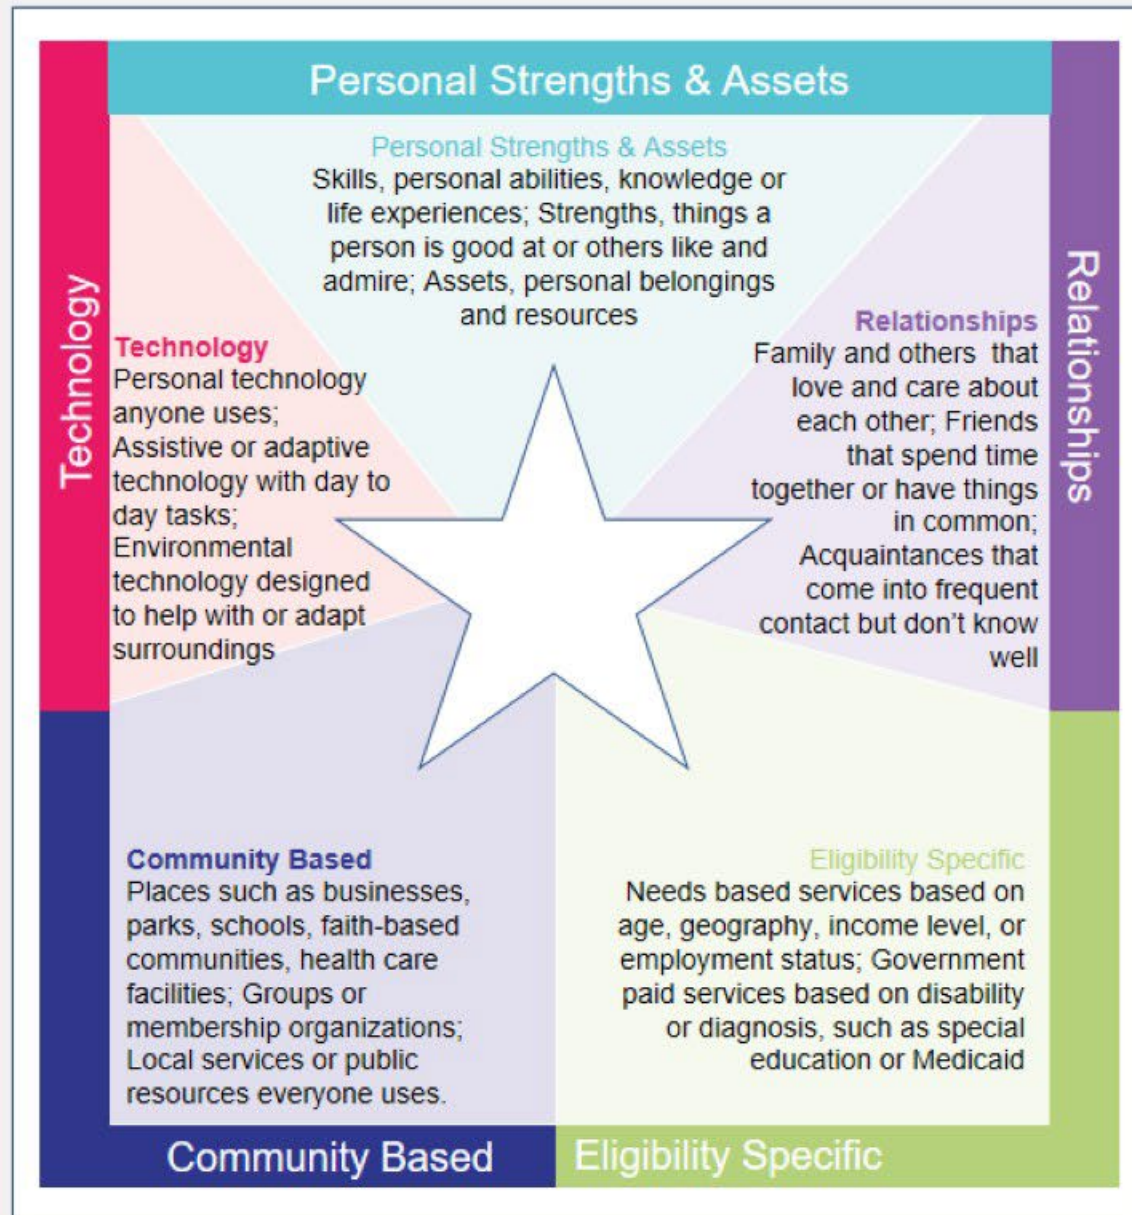 Personal Strengths & Assets
Personal Strengths & Assets
Skills, personal abilities, knowledge or
life experiences; Strengths, things a
person is good at or others like and
admire; Assets, personal belongings
and resources
Technology
Technology
Personal technology
anyone uses;
Assistive or adaptive
technology with day to
day tasks;
Environmental
technology designed
to help with or adapt
surroundings
Relationships
Relationships
Family and others that
love and care about
each other; Friends
that spend time
together or have things
in common;
Acquaintances that
come into frequent
contact but don't know
well
Community Based
Places such as businesses,
parks, schools, faith-based
communities, health care
facilities; Groups or
membership organizations;
Local services or public
resources everyone uses.
Community Based
Eligibility Specific
Needs based services based on
age, geography, income level, or
employment status; Government
paid services based on disability
or diagnosis, such as special
education or Medicaid
Eligibility Specific